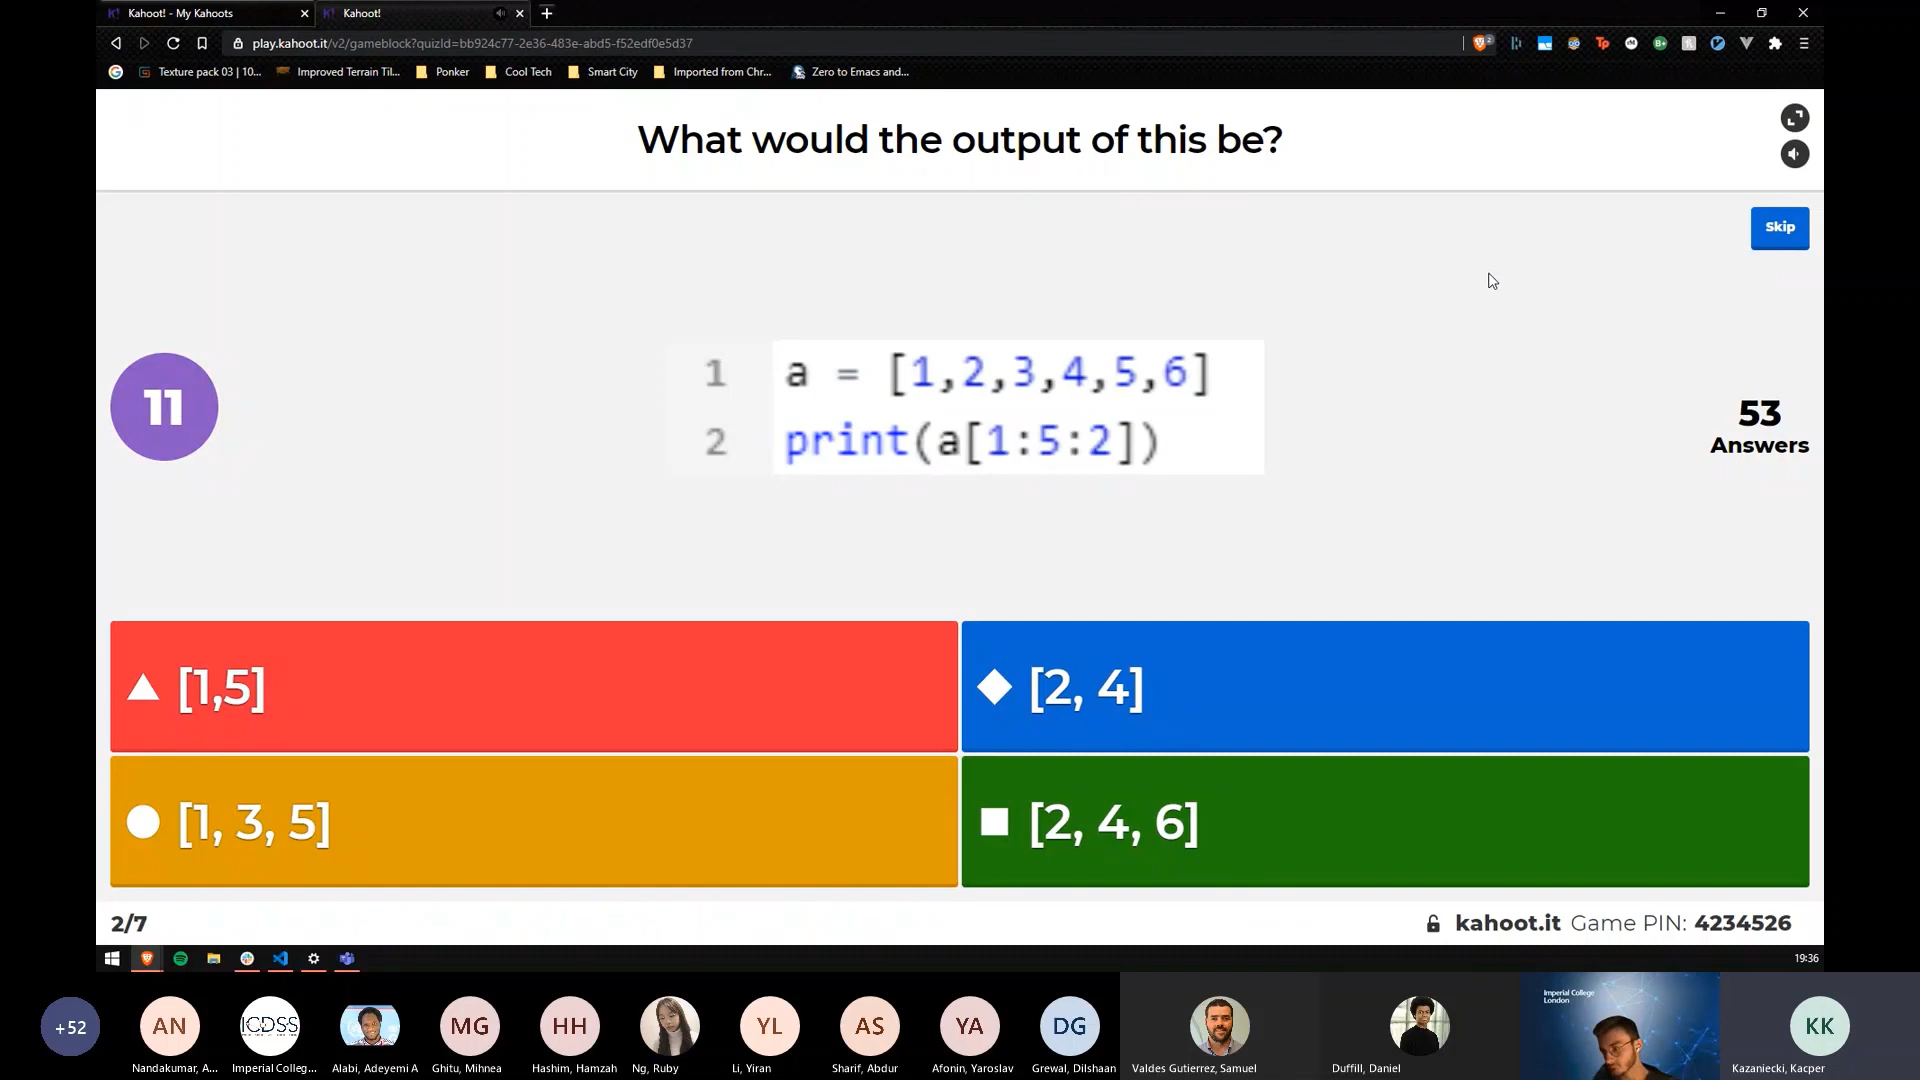 Kahoot! - My Kahoots
Kahoot!
play.kahoot.it/v2/gameblock?quizId=bb924c77-2e36-483e-abd5-f52edf0e5d37
Texture pack 03 | 10...
Improved Terrain Til...
Ponker
Cool Tech
Smart City
Imported from Chr...
Zero to Emacs and...
What would the output of this be?
Skip
11
1 a = [1,2,3,4,5,6]
2 print(a[1:5:2])
53
Answers
[1,5]
[2, 4]
[1, 3, 5]
[2, 4, 6]
2/7
kahoot.it Game PIN: 4234526
19:36
+52
AN
ICDSS
MG
HH
YL
AS
YA
DG
Imperial College
London
KK
Nandakumar, A...
Imperial Colleg...
Alabi, Adeyemi A
Ghitu, Mihnea
Hashim, Hamzah
Ng, Ruby
Li, Yiran
Sharif, Abdur
Afonin, Yaroslav
Grewal, Dilshaan
Valdes Gutierrez, Samuel
Duffill, Daniel
Kazaniecki, Kacper